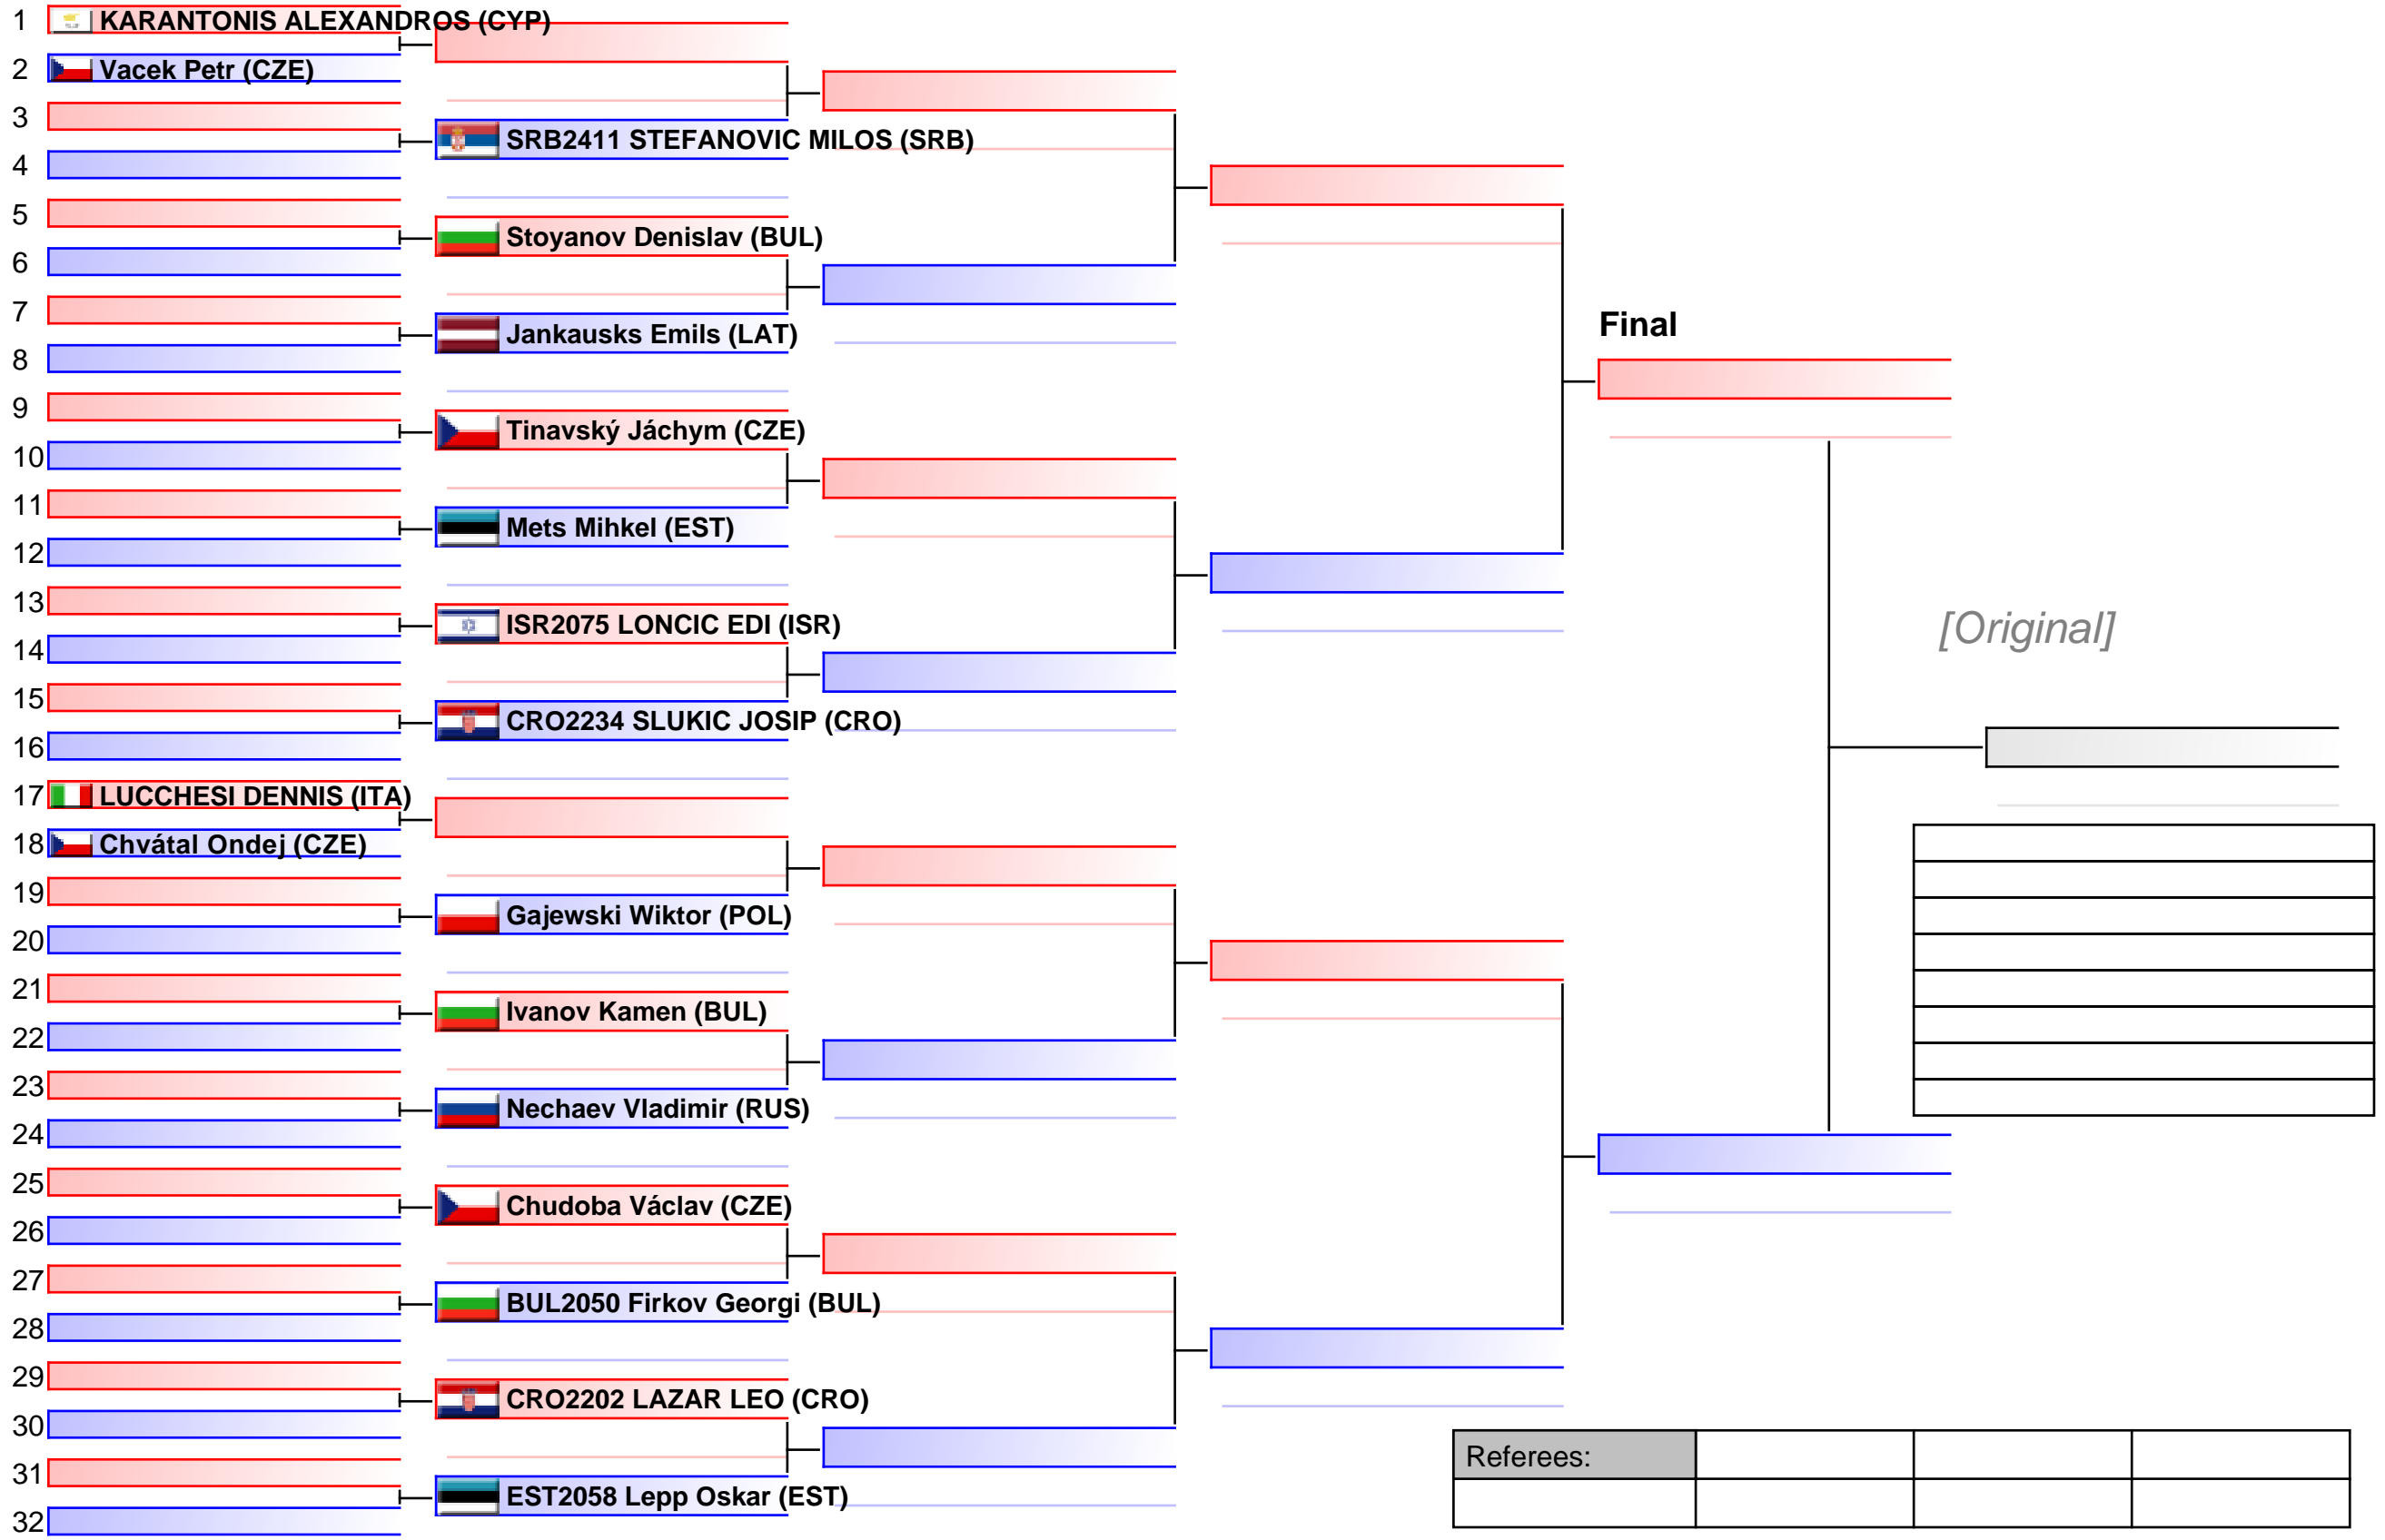 1 KARANTONIS ALEXANDROS (CYP)
2 Vacek Petr (CZE)
3
SRB2411 STEFANOVIC MILOS (SRB)
4
5
Stoyanov Denislav (BUL)
6
7
Final
Jankausks Emils (LAT)
8
9
Tinavský Jáchym (CZE)
10
11
Mets Mihkel (EST)
12
13
ISR2075 LONCIC EDI (ISR)
[Original]
14
15
CRO2234 SLUKIC JOSIP (CRO)
16
17 LUCCHESI DENNIS (ITA)
18 Chvátal Ondej (CZE)
19
Gajewski Wiktor (POL)
20
21
Ivanov Kamen (BUL)
22
23
Nechaev Vladimir (RUS)
24
25
Chudoba Václav (CZE)
26
27
BUL2050 Firkov Georgi (BUL)
28
29
CRO2202 LAZAR LEO (CRO)
30
Referees:
31
EST2058 Lepp Oskar (EST)
32